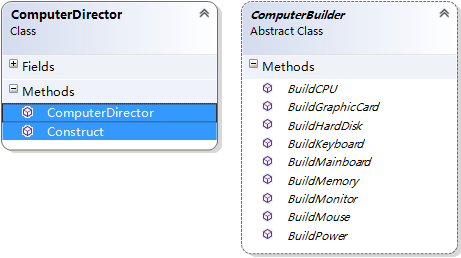 ComputerDirector
Class
Fields
Methods
ComputerDirector
Construct
ComputerBuilder
Abstract Class
Methods
BuildCPU
BuildGraphicCard
BuildHardDisk
BuildKeyboard
BuildMainboard
BuildMemory
BuildMonitor
BuildMouse
BuildPower